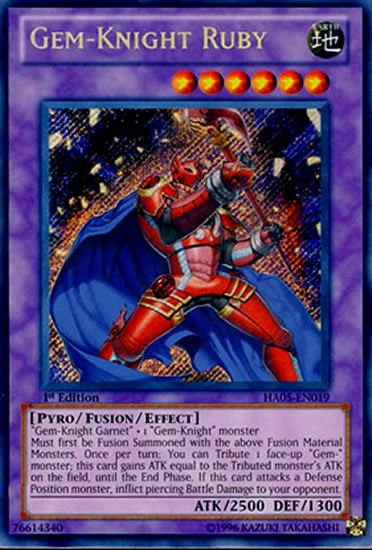 GEM-KNIGHT RUBY
EARTH
地
1st Edition
HA05-EN019
[PYRO/FUSION/EFFECT]
"Gem-Knight Garnet" + 1 "Gem-Knight" monster
Must first be Fusion Summoned with the above Fusion Material
Monsters. Once per turn: You can Tribute 1 face-up "Gem-"
monster; this card gains ATK equal to the Tributed monster's ATK
on the field, until the End Phase. If this card attacks a Defense
Position monster, inflict piercing Battle Damage to your opponent.
ATK/2500 DEF/1300
76614340
©1996 KAZUKI TAKAHASHI